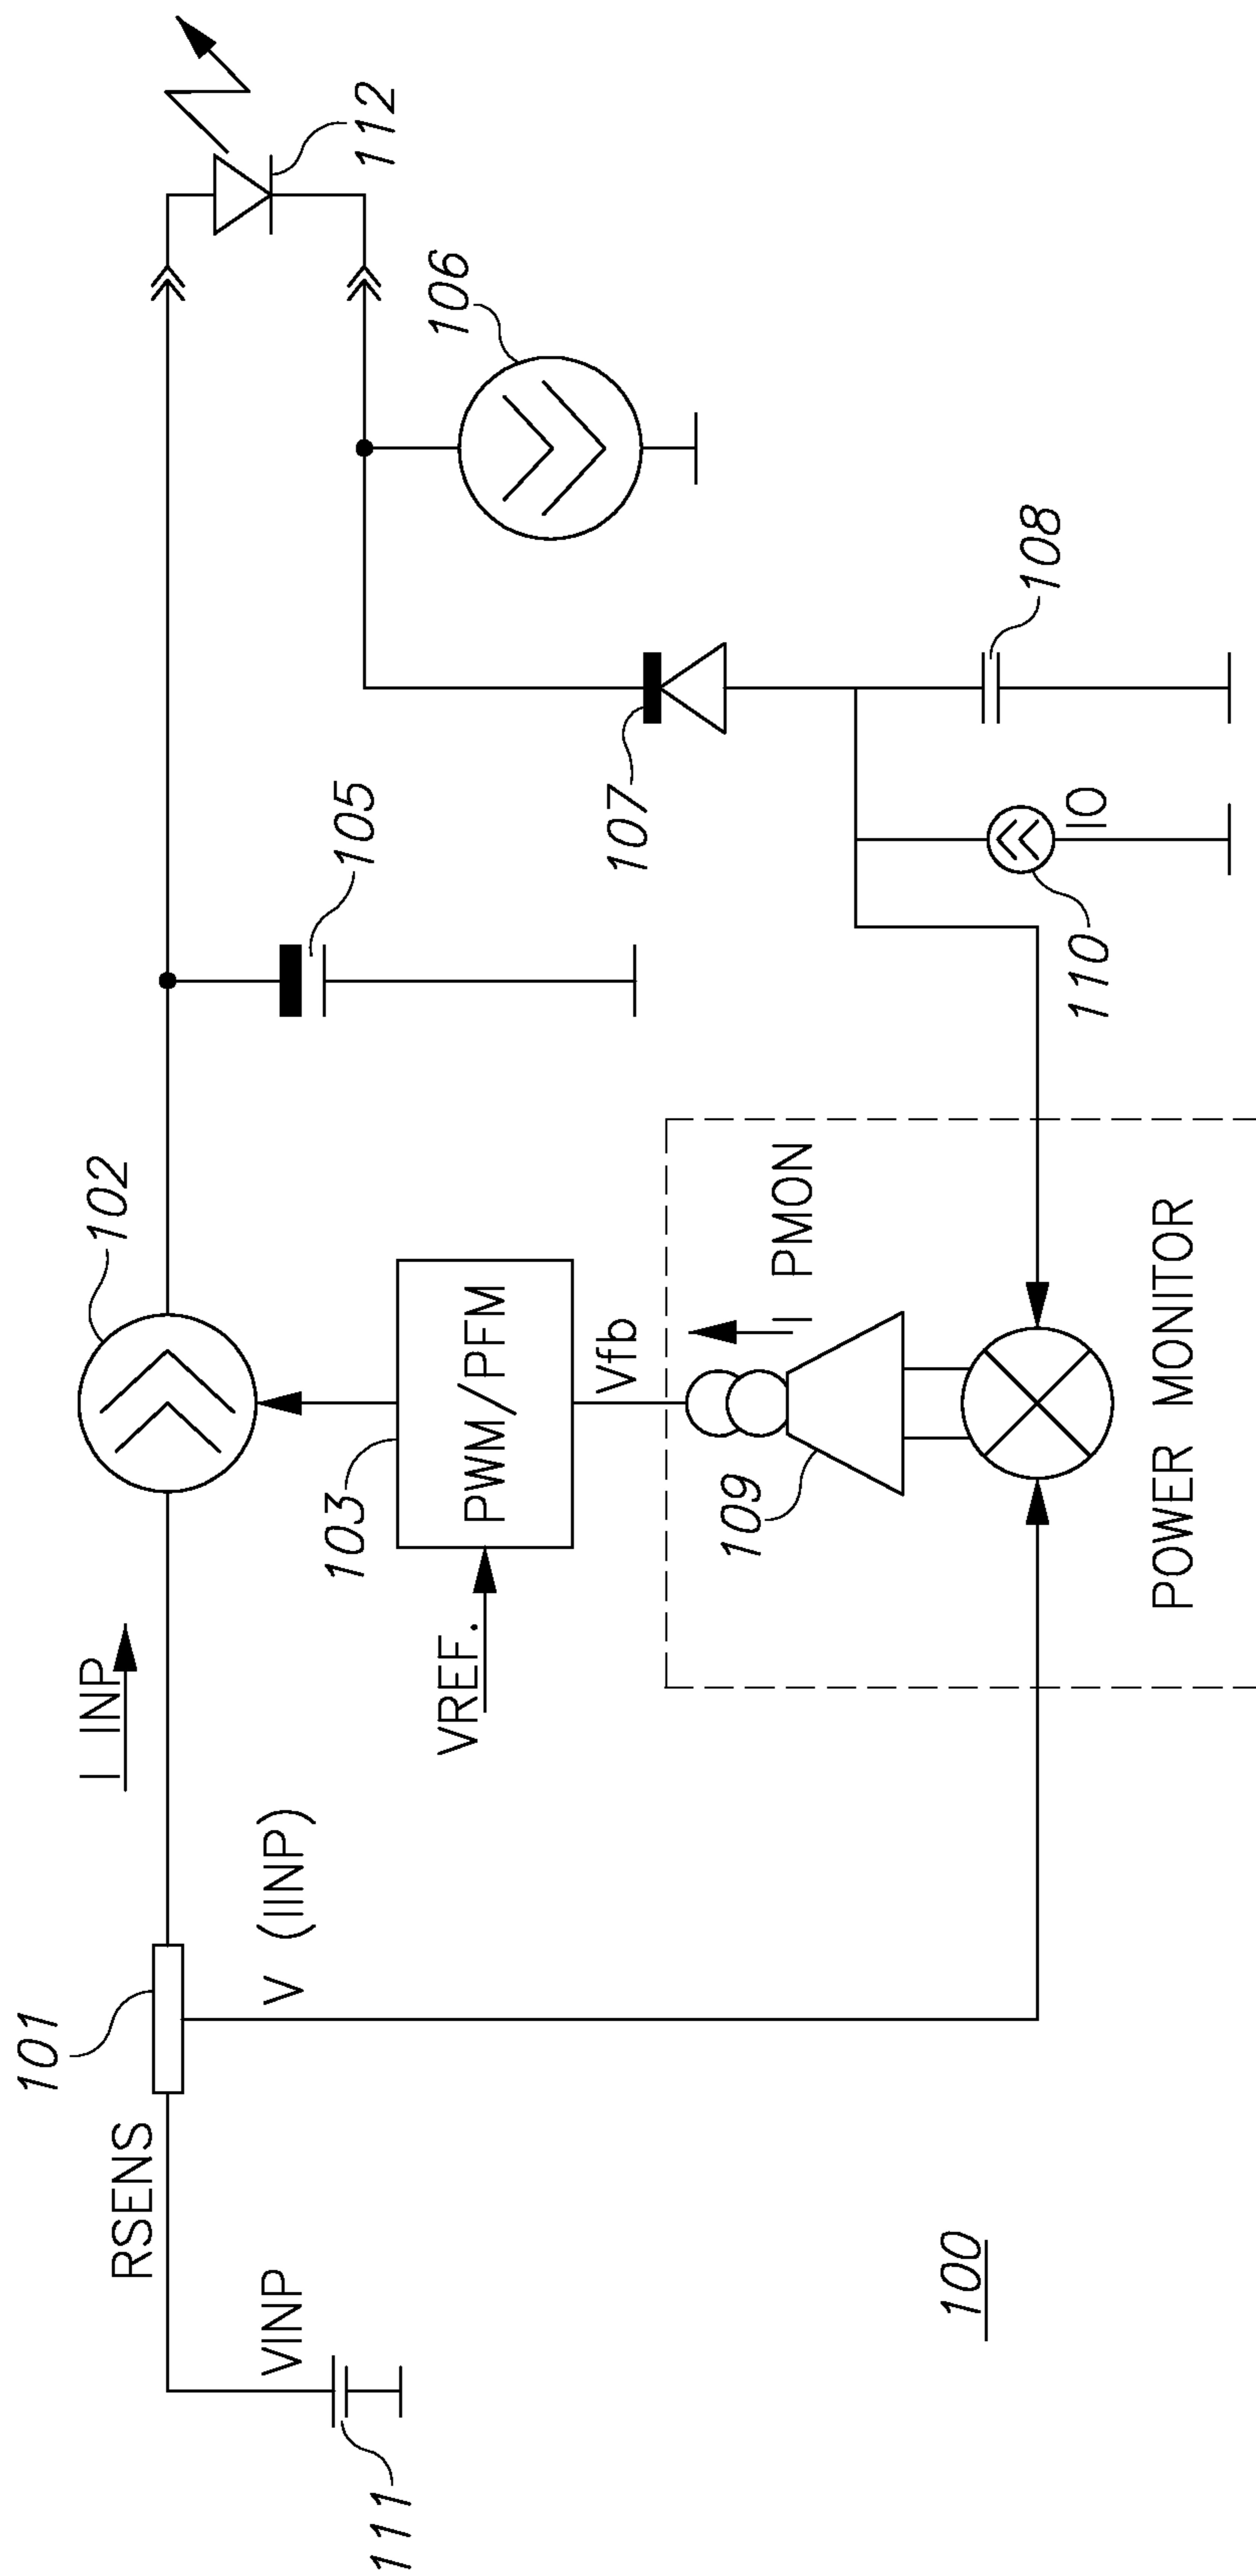 111
VINP
RSENS
101
V (IINP)
I INP
102
VREF.
103
PWM/PFM
Vfb
109
I PMON
POWER MONITOR
105
107
110
IO
108
106
112
100